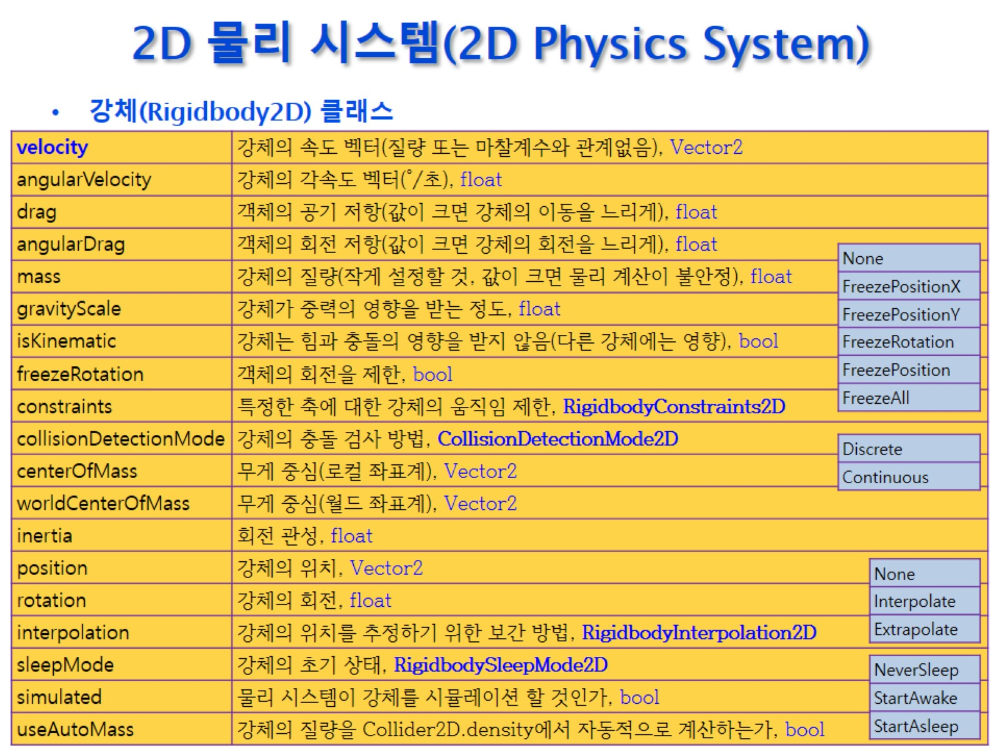 2D 물리 시스템(2D Physics System)
• 강체(Rigidbody2D) 클래스
velocity 강체의 속도 벡터(질량 또는 마찰계수와 관계없음), Vector2
angularVelocity 강체의 각속도 벡터(˚/초), float
drag 객체의 공기 저항(값이 크면 강체의 이동을 느리게), float
angularDrag 객체의 회전 저항(값이 크면 강체의 회전을 느리게), float
mass 강체의 질량(작게 설정할 것, 값이 크면 물리 계산이 불안정), float
gravityScale 강체가 중력의 영향을 받는 정도, float
isKinematic 강체는 힘과 충돌의 영향을 받지 않음(다른 강체에는 영향), bool
freezeRotation 객체의 회전을 제한, bool
constraints 특정한 축에 대한 강체의 움직임 제한, RigidbodyConstraints2D
None
FreezePositionX
FreezePositionY
FreezeRotation
FreezePosition
FreezeAll
collisionDetectionMode 강체의 충돌 검사 방법, CollisionDetectionMode2D
Discrete
Continuous
centerOfMass 무게 중심(로컬 좌표계), Vector2
worldCenterOfMass 무게 중심(월드 좌표계), Vector2
inertia 회전 관성, float
position 강체의 위치, Vector2
rotation 강체의 회전, float
interpolation 강체의 위치를 추정하기 위한 보간 방법, RigidbodyInterpolation2D
None
Interpolate
Extrapolate
sleepMode 강체의 초기 상태, RigidbodySleepMode2D
NeverSleep
StartAwake
StartAsleep
simulated 물리 시스템이 강체를 시뮬레이션 할 것인가, bool
useAutoMass 강체의 질량을 Collider2D.density에서 자동적으로 계산하는가, bool